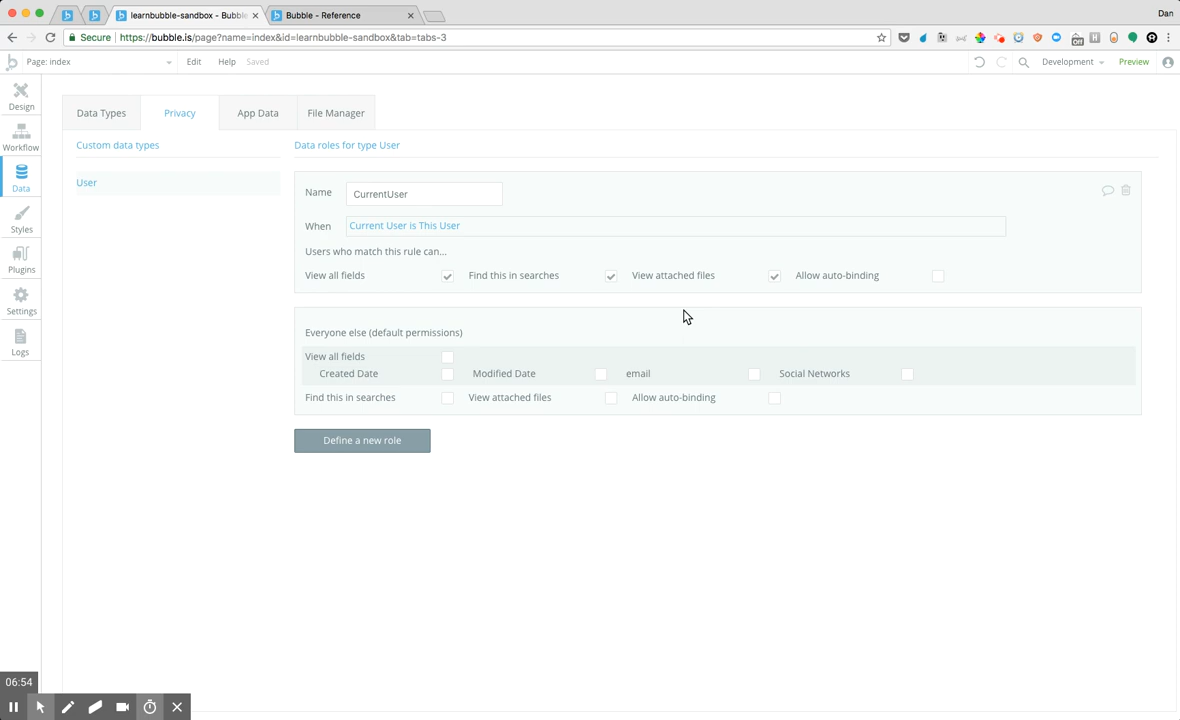 learnbubble-sandbox - Bubble
Bubble - Reference
Dan
Secure https://bubble.is/page?name=index&id=learnbubble-sandbox&tab=tabs-3
Page: index
Edit
Help
Saved
Development
Preview
Design
Workflow
Data
Styles
Plugins
Settings
Logs
Data Types
Privacy
App Data
File Manager
Custom data types
User
Data roles for type User
Name CurrentUser
When Current User is This User
Users who match this rule can...
View all fields Find this in searches View attached files Allow auto-binding
Everyone else (default permissions)
View all fields
Created Date Modified Date email Social Networks
Find this in searches View attached files Allow auto-binding
Define a new role
06:54